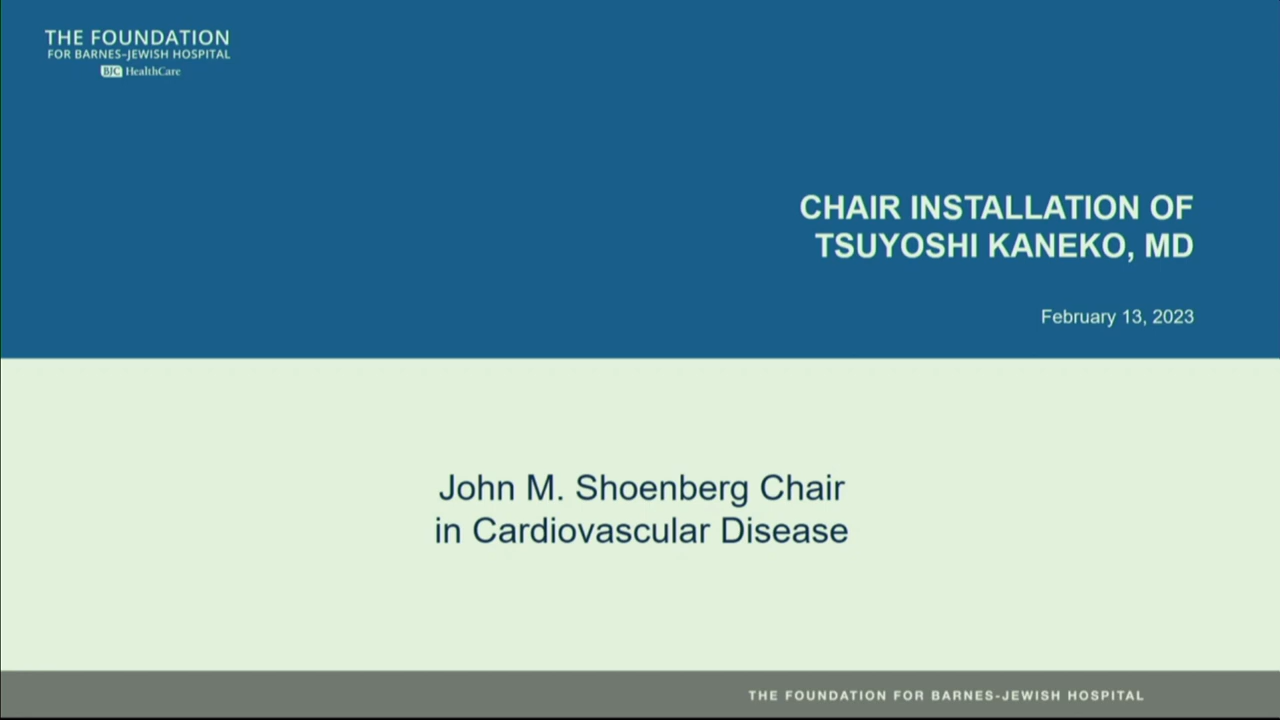 THE FOUNDATION
FOR BARNES-JEWISH HOSPITAL
BJC HealthCare
CHAIR INSTALLATION OF
TSUYOSHI KANEKO, MD
February 13, 2023
John M. Shoenberg Chair
in Cardiovascular Disease
THE FOUNDATION FOR BARNES-JEWISH HOSPITAL